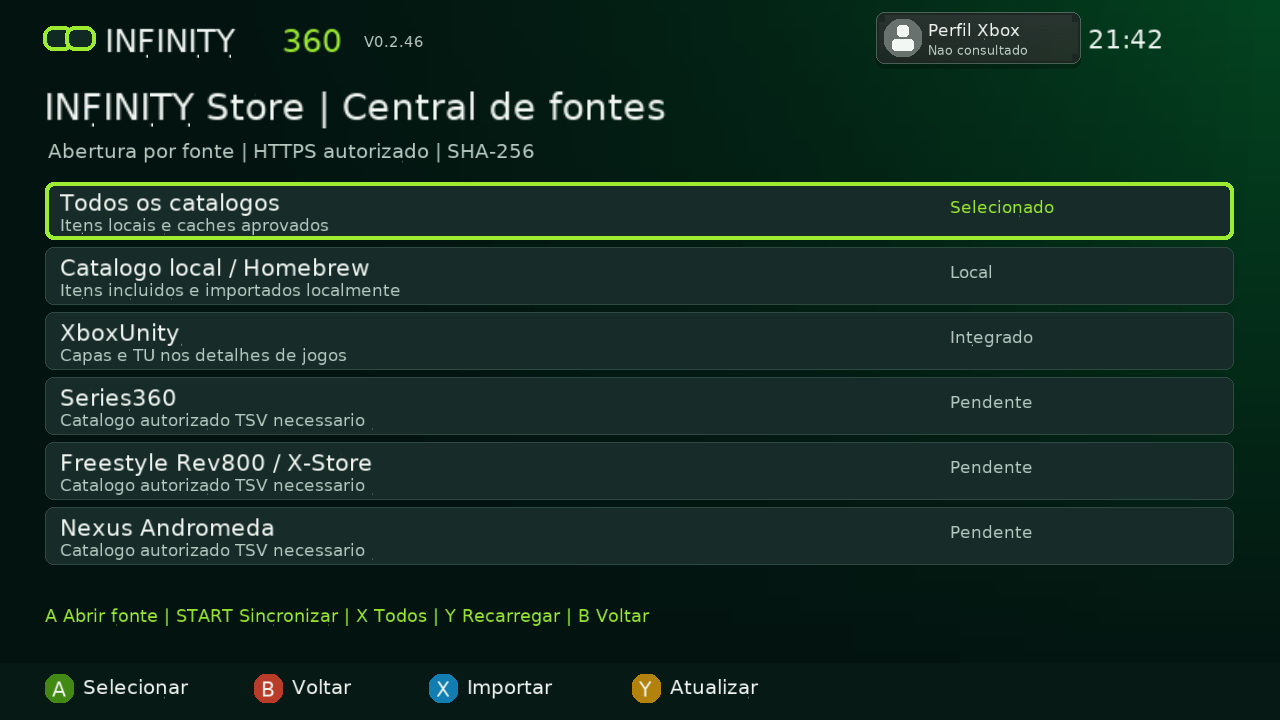 INFINITY 360 V0.2.46
Perfil Xbox
Nao consultado
21:42
INFINITY Store | Central de fontes
Abertura por fonte | HTTPS autorizado | SHA-256
Todos os catalogos
Itens locais e caches aprovados
Selecionado
Catalogo local / Homebrew
Itens incluidos e importados localmente
Local
XboxUnity
Capas e TU nos detalhes de jogos
Integrado
Series360
Catalogo autorizado TSV necessario
Pendente
Freestyle Rev800 / X-Store
Catalogo autorizado TSV necessario
Pendente
Nexus Andromeda
Catalogo autorizado TSV necessario
Pendente
A Abrir fonte | START Sincronizar | X Todos | Y Recarregar | B Voltar
A Selecionar B Voltar X Importar Y Atualizar